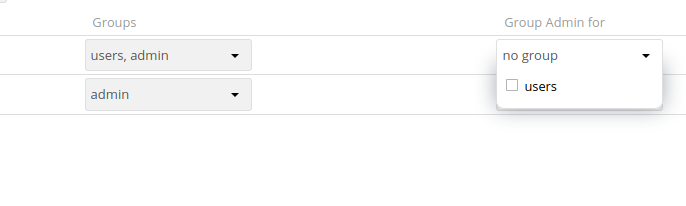 Groups Group Admin for
users, admin no group
users
admin